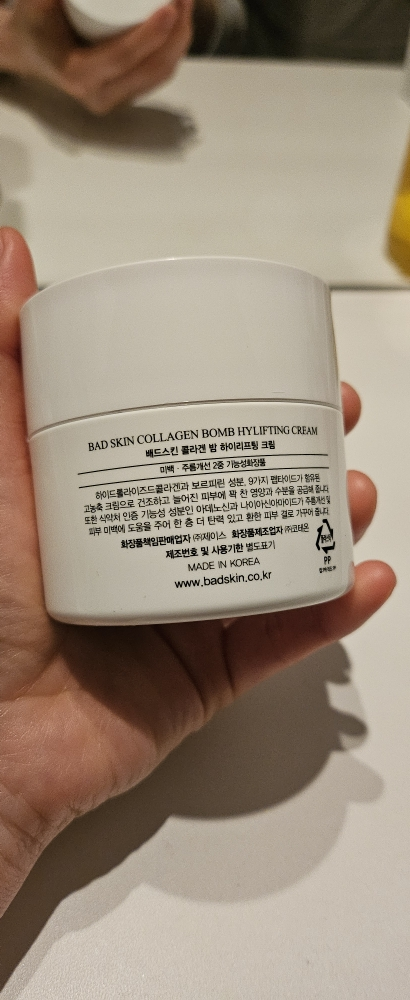 BAD SKIN COLLAGEN BOMB HYLIFTING CREAM
배드스킨 콜라겐 밤 하이리프팅 크림
미백 · 주름개선 2중 기능성화장품
하이드롤라이즈드콜라겐과 보르피린 성분, 9가지 펩타이드가 함유된
고농축 크림으로 건조하고 늘어진 피부에 꽉 찬 영양과 수분을 공급해 줍니다.
또한 식약처 인증 기능성 성분인 아데노신과 나이아신아마이드가 주름개선 및
피부 미백에 도움을 주어 한 층 더 탄력 있고 환한 피부 결로 가꾸어 줍니다.
화장품책임판매업자 ㈜제이스 화장품제조업자 ㈜코태온
제조번호 및 사용기한 별도표기
MADE IN KOREA
www.badskin.co.kr
PP